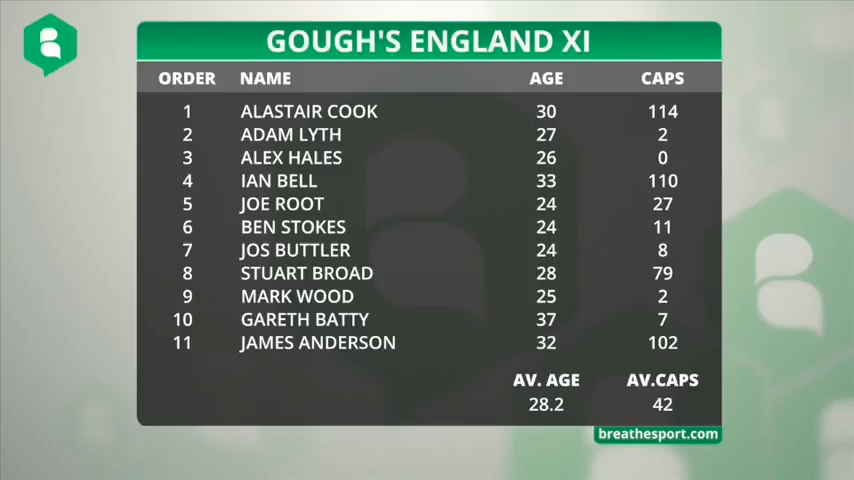 GOUGH'S ENGLAND XI
ORDER NAME AGE CAPS
1 ALASTAIR COOK 30 114
2 ADAM LYTH 27 2
3 ALEX HALES 26 0
4 IAN BELL 33 110
5 JOE ROOT 24 27
6 BEN STOKES 24 11
7 JOS BUTTLER 24 8
8 STUART BROAD 28 79
9 MARK WOOD 25 2
10 GARETH BATTY 37 7
11 JAMES ANDERSON 32 102
AV. AGE AV.CAPS
28.2 42
breathesport.com